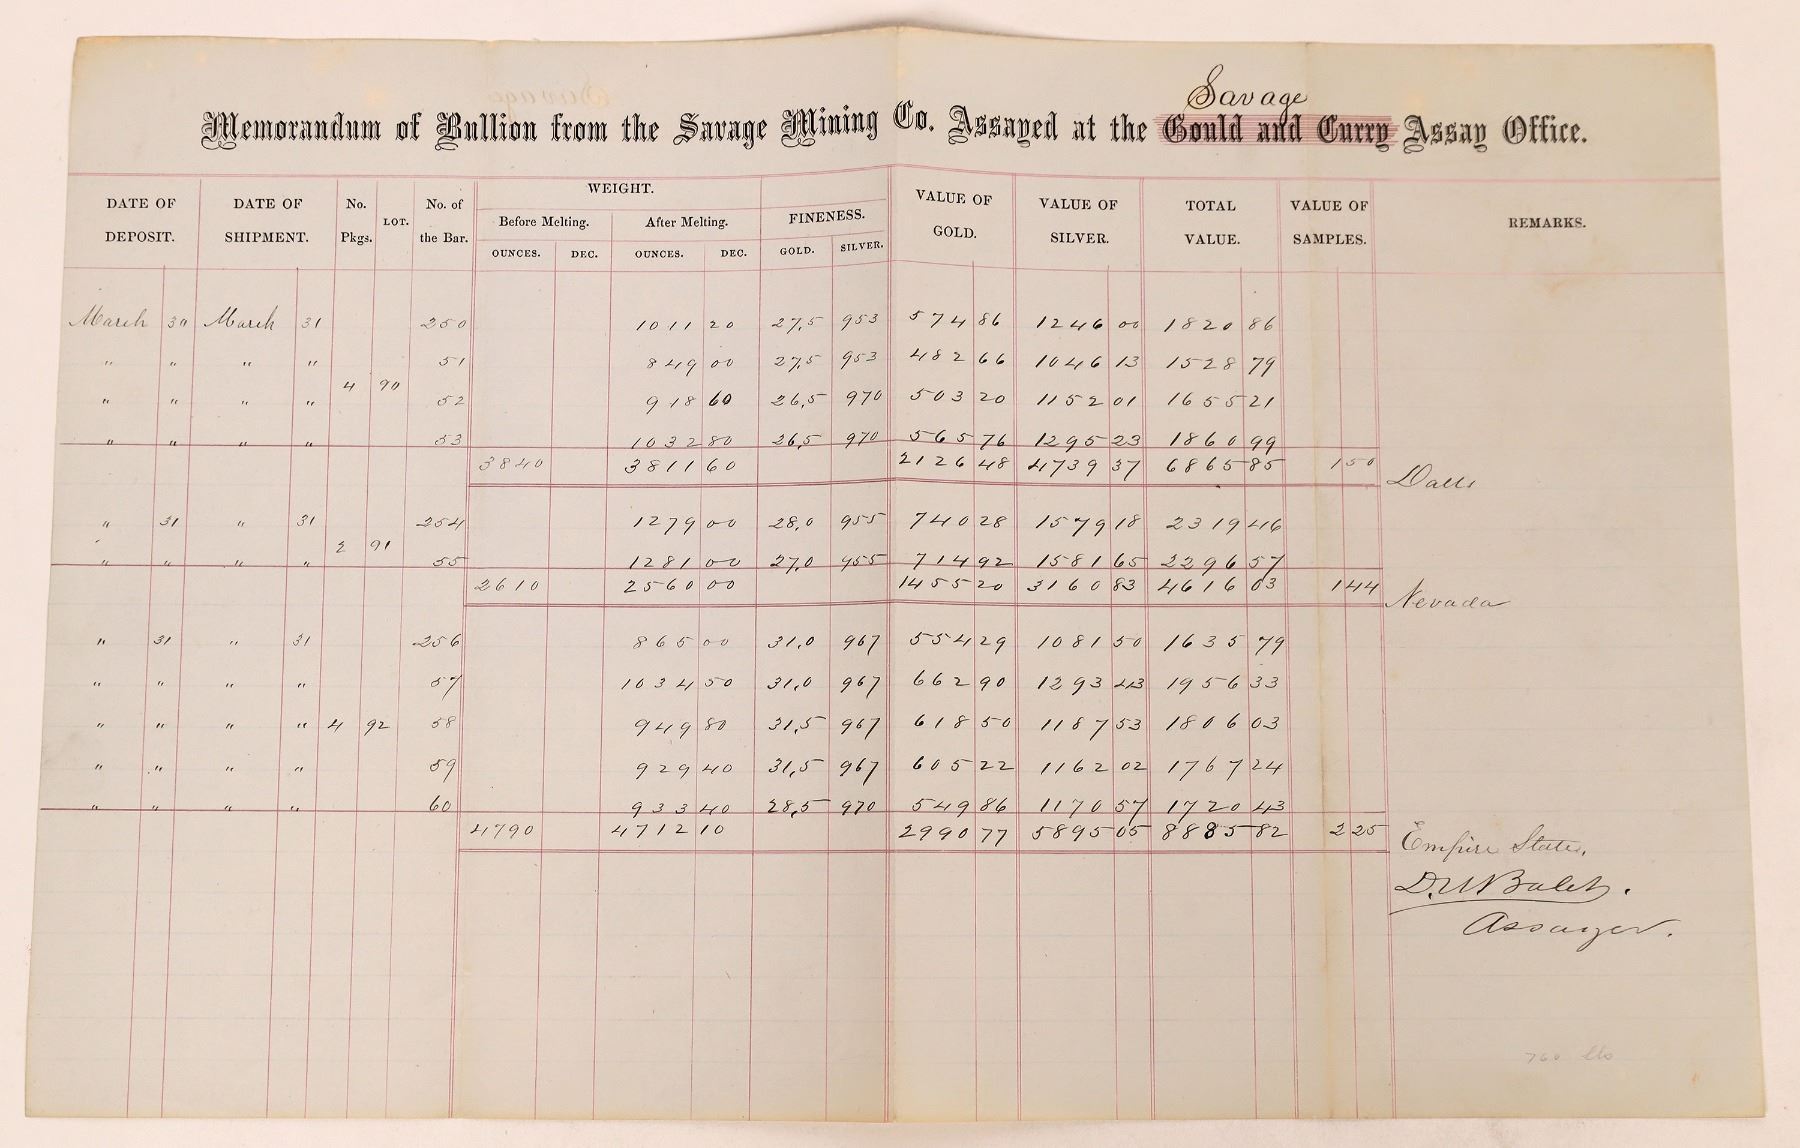 Savage
Memorandum of Bullion from the Savage Mining Co. Assayed at the Gould and Curry Assay Office.
DATE OF DEPOSIT. DATE OF SHIPMENT. No. Pkgs. LOT. No. of the Bar. WEIGHT. FINENESS. VALUE OF GOLD. VALUE OF SILVER. TOTAL VALUE. VALUE OF SAMPLES. REMARKS.
Before Melting. After Melting.
OUNCES. DEC. OUNCES. DEC. GOLD. SILVER.
March 30 March 31 250 1011 20 27,5 953 574 86 1246 00 1820 86
" " " " 51 849 00 27,5 953 482 66 1046 13 1528 79
4 90
" " " " 52 918 60 26,5 970 503 20 1152 01 1655 21
" " " " 53 1032 80 26,5 970 565 76 1295 23 1860 99
3840 3811 60 2126 48 4739 37 6865 85 1 50
" 31 " 31 254 1279 00 28,0 955 740 28 1579 18 2319 46
2 91
" " " " 55 1281 00 27,0 955 714 92 1581 65 2296 57
2610 2560 00 1455 20 3160 83 4616 03 1 44
Nevada
" 31 " 31 256 865 00 31,0 967 554 29 1081 50 1635 79
" " " " 57 1034 50 31,0 967 662 90 1293 43 1956 33
" " " " 4 92 58 949 80 31,5 967 618 50 1187 53 1806 03
" " " " 59 929 40 31,5 967 605 22 1162 02 1767 24
" " " " 60 933 40 28,5 970 549 86 1170 57 1720 43
4790 4712 10 2990 77 5895 05 8885 82 2 25
Empire State,
Assayer.
760